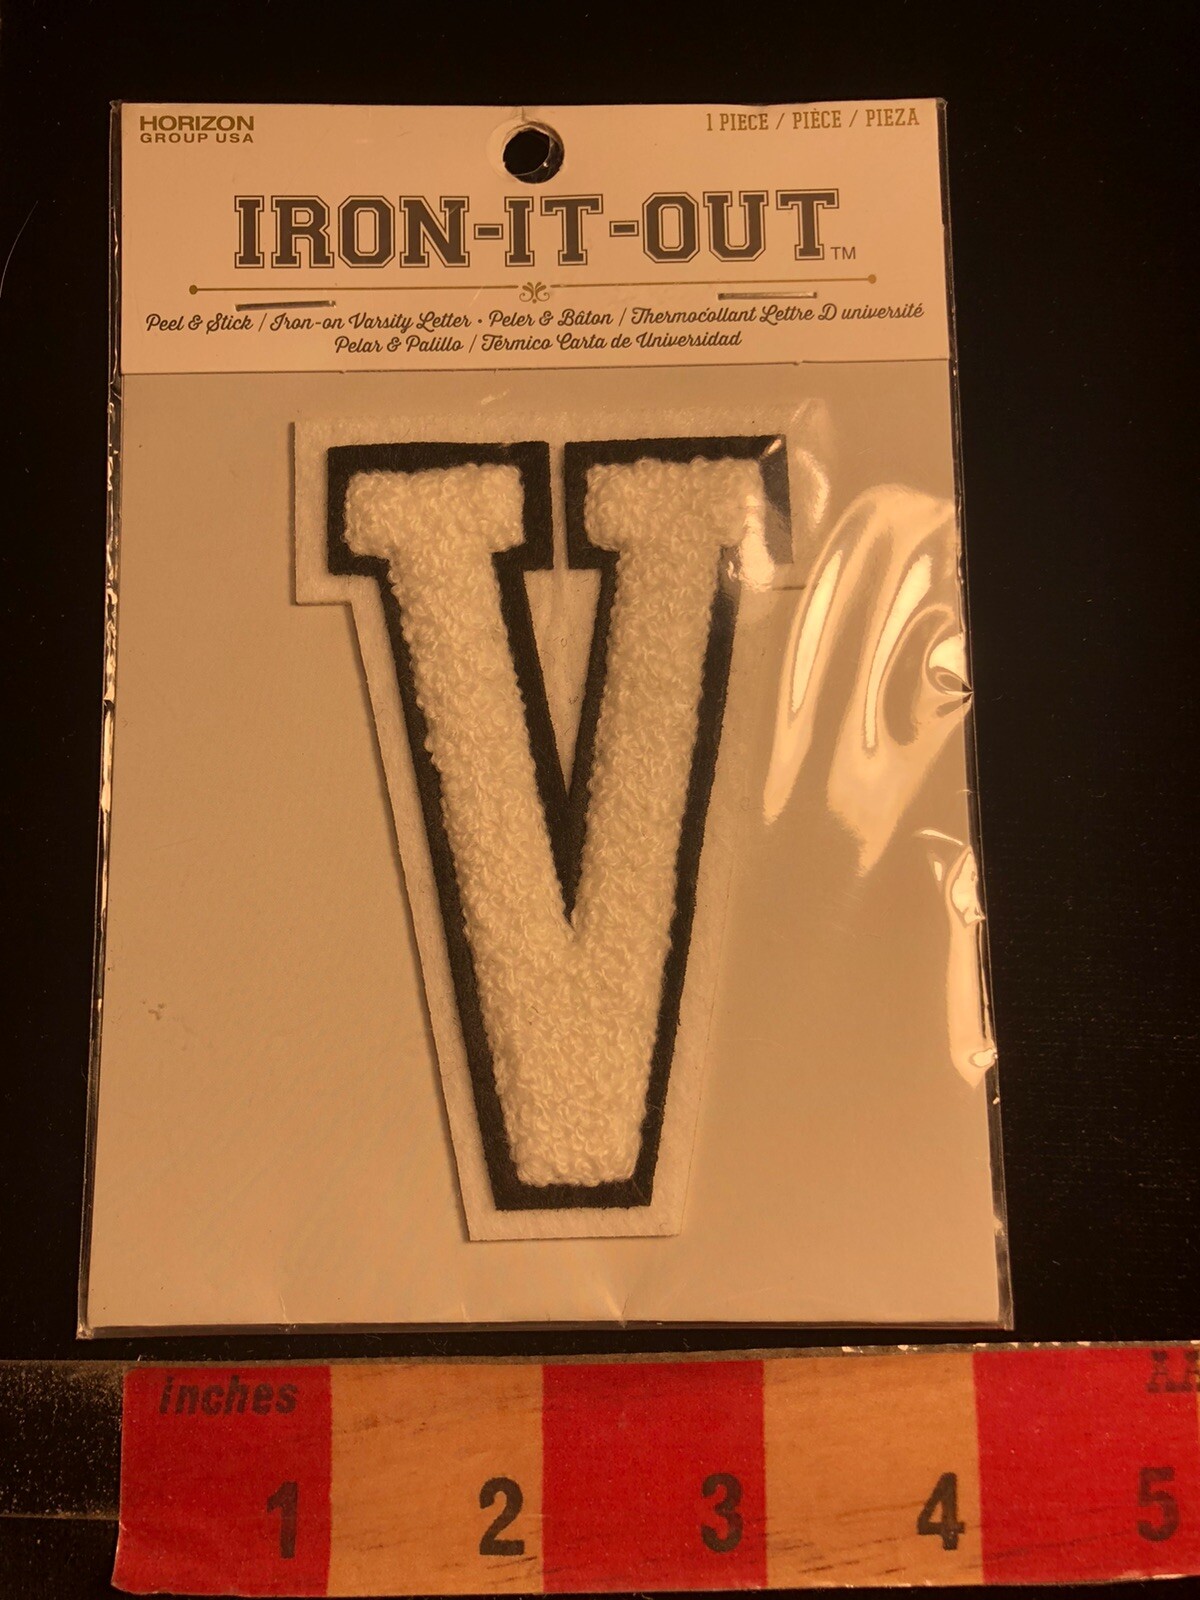 HORIZON
GROUP USA
1 PIECE / PIÈCE / PIEZA
IRON-IT-OUT™
Peel & Stick / Iron-on Varsity Letter • Peler & Bâton / Thermocollant Lettre D université
Pelar & Palillo / Térmico Carta de Universidad
V
inches
1 2 3 4 5